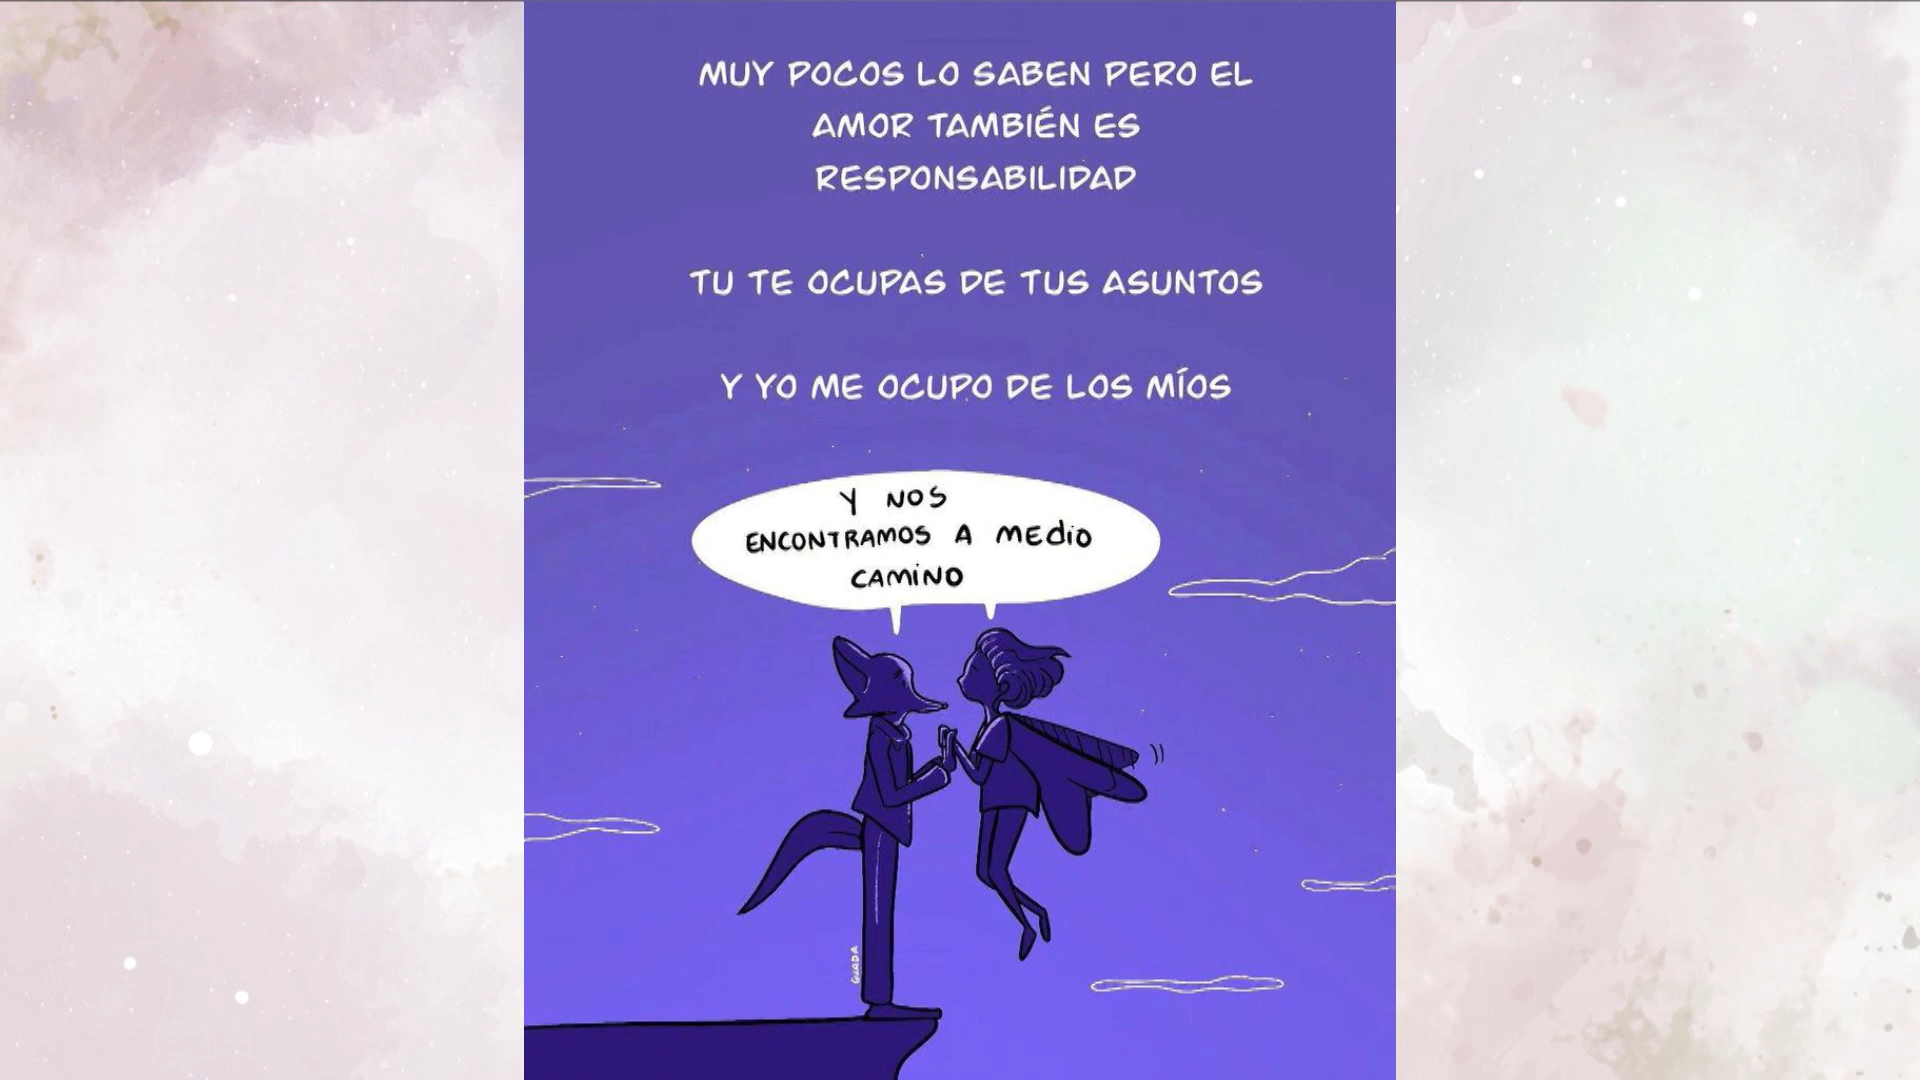 MUY POCOS LO SABEN PERO EL
AMOR TAMBIÉN ES
RESPONSABILIDAD
TU TE OCUPAS DE TUS ASUNTOS
Y YO ME OCUPO DE LOS MÍOS
Y NOS
ENCONTRAMOS A MEDIO
CAMINO
GUADA